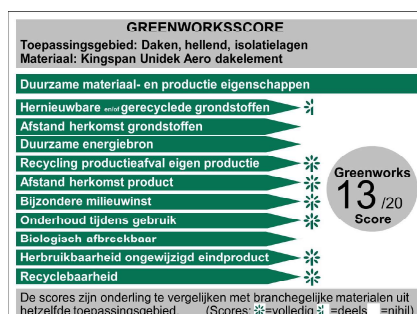 GREENWORKSSCORE
Toepassingsgebied: Daken, hellend, isolatielagen
Materiaal: Kingspan Unidek Aero dakelement
Duurzame materiaal- en productie eigenschappen
Hernieuwbare en/of gerecyclede grondstoffen
Afstand herkomst grondstoffen
Duurzame energiebron
Recycling productieafval eigen productie
Afstand herkomst product
Bijzondere milieuwinst
Onderhoud tijdens gebruik
Biologisch afbreekbaar
Herbruikbaarheid ongewijzigd eindproduct
Recyclebaarheid
Greenworks
13 /20
Score
De scores zijn onderling te vergelijken met branchegelijke materialen uit
hetzelfde toepassingsgebied. (Scores: =volledig =deels =nihil)